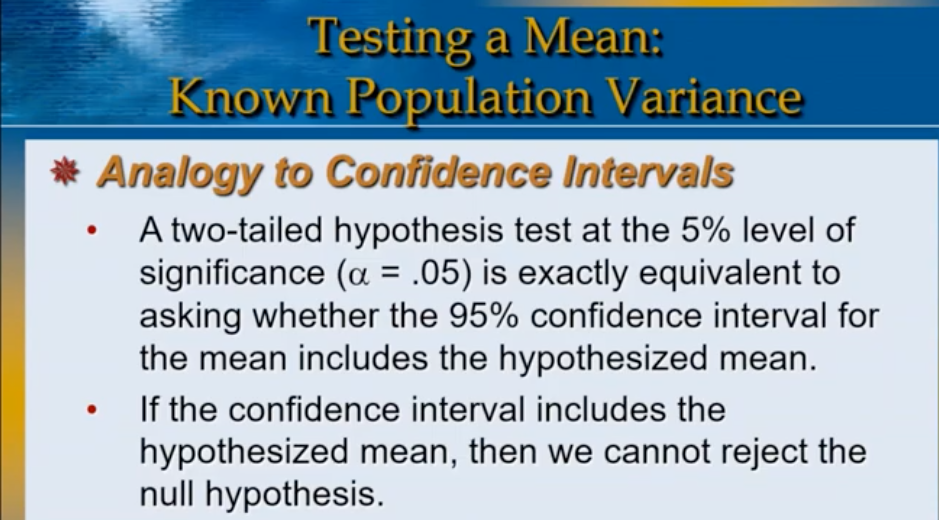 Testing a Mean:
Known Population Variance
Analogy to Confidence Intervals
• A two-tailed hypothesis test at the 5% level of
significance (α = .05) is exactly equivalent to
asking whether the 95% confidence interval for
the mean includes the hypothesized mean.
• If the confidence interval includes the
hypothesized mean, then we cannot reject the
null hypothesis.